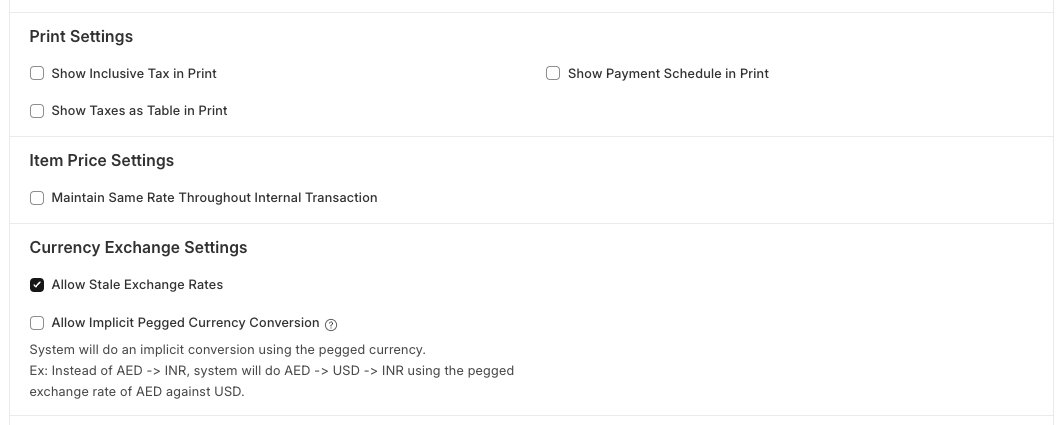 Print Settings
Show Inclusive Tax in Print
Show Payment Schedule in Print
Show Taxes as Table in Print
Item Price Settings
Maintain Same Rate Throughout Internal Transaction
Currency Exchange Settings
Allow Stale Exchange Rates
Allow Implicit Pegged Currency Conversion ?
System will do an implicit conversion using the pegged currency.
Ex: Instead of AED -> INR, system will do AED -> USD -> INR using the pegged
exchange rate of AED against USD.